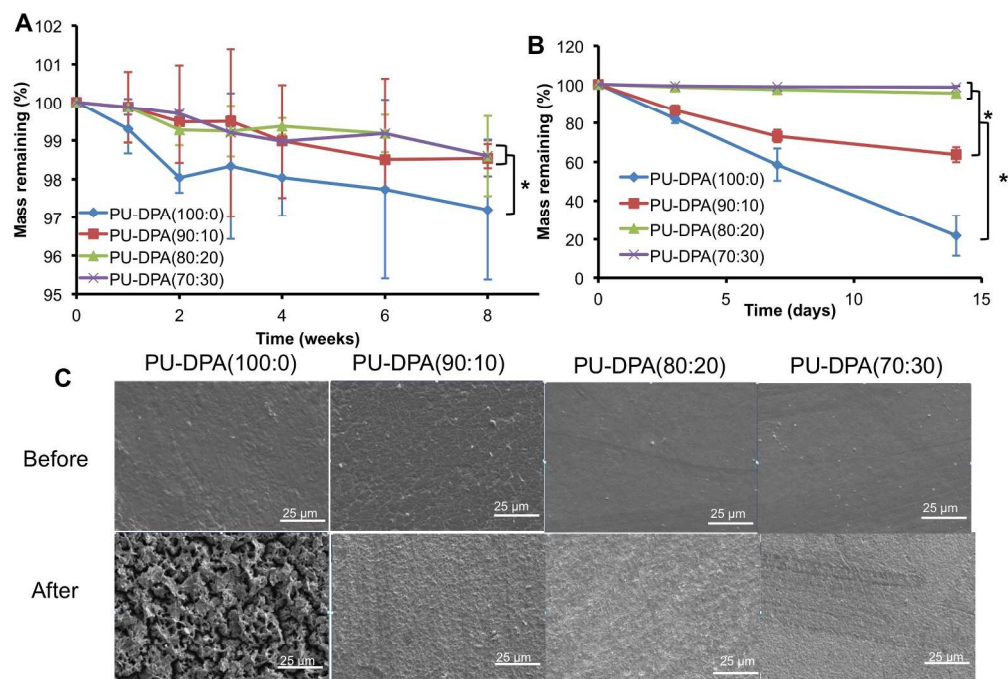 A
102
101
100
99
98
97
96
95
Mass remaining (%)
PU-DPA(100:0)
PU-DPA(90:10)
PU-DPA(80:20)
PU-DPA(70:30)
*
0 2 4 6 8
Time (weeks)
B
120
100
80
60
40
20
0
Mass remaining (%)
PU-DPA(100:0)
PU-DPA(90:10)
PU-DPA(80:20)
PU-DPA(70:30)
*
*
0 5 10 15
Time (days)
C
PU-DPA(100:0) PU-DPA(90:10) PU-DPA(80:20) PU-DPA(70:30)
Before
25 μm 25 μm 25 μm 25 μm
After
25 μm 25 μm 25 μm 25 μm